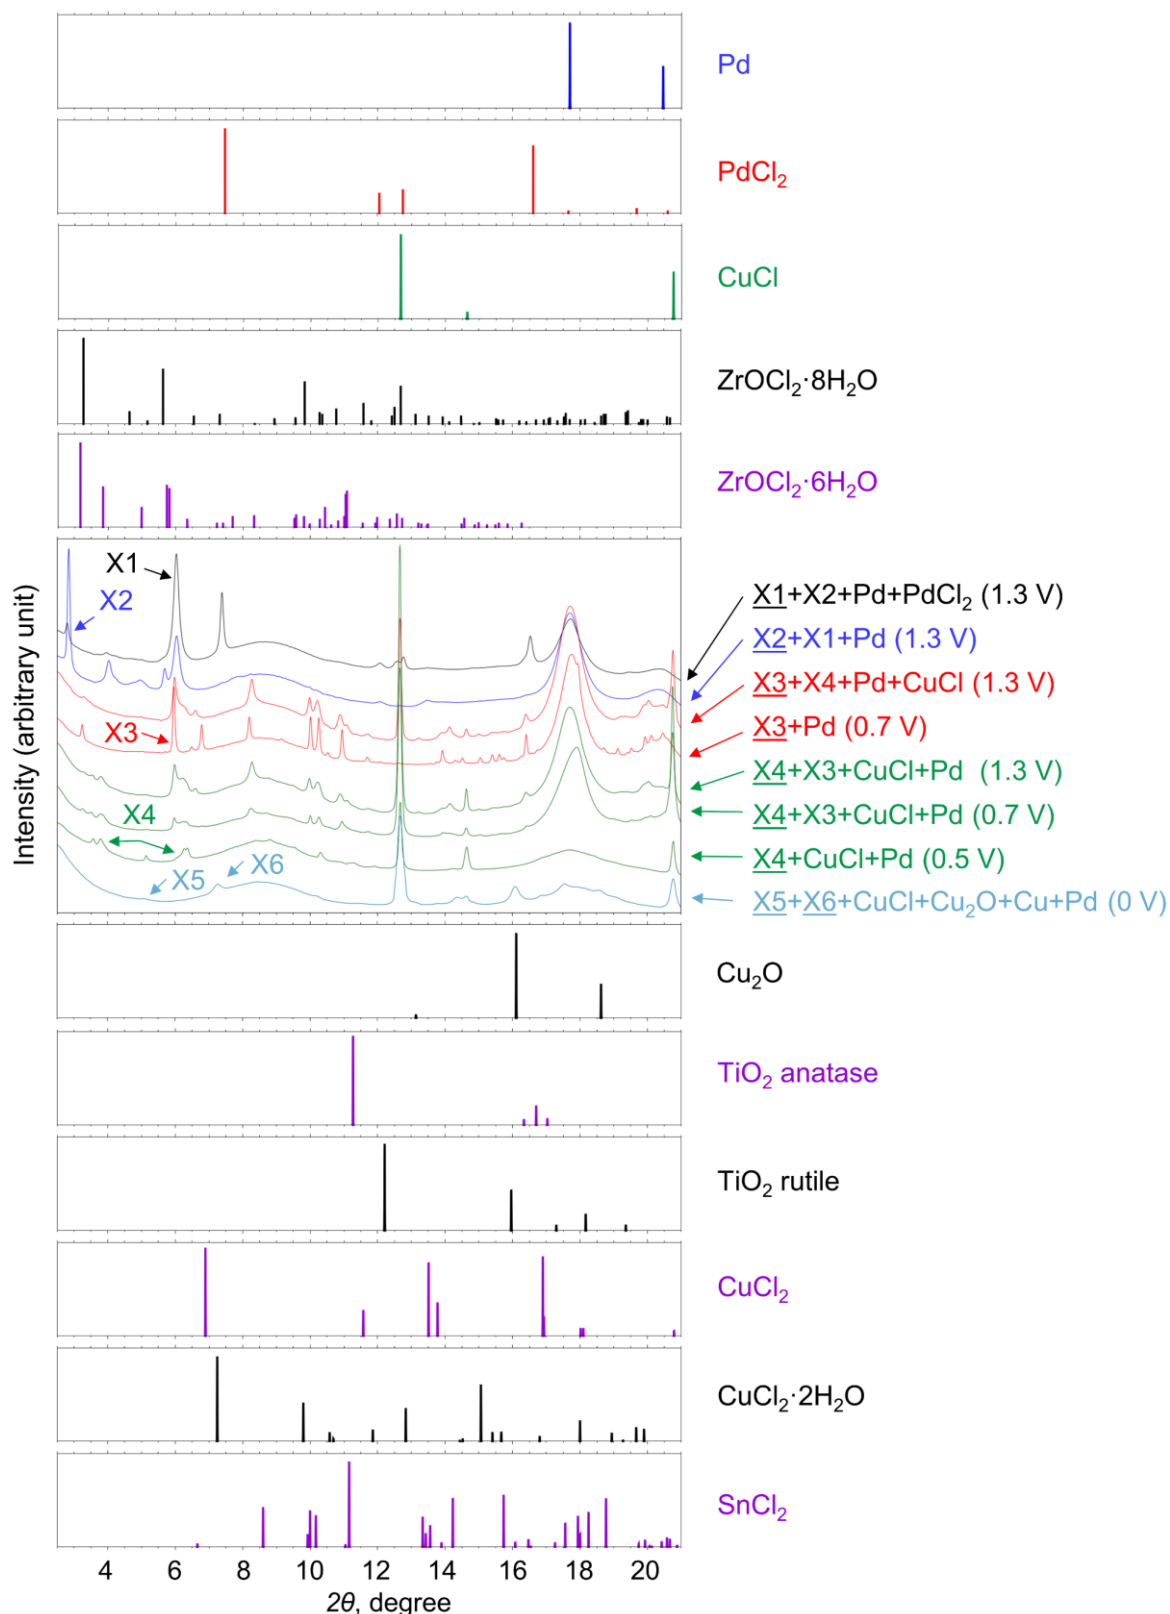 Pd
PdCl₂
CuCl
ZrOCl₂·8H₂O
ZrOCl₂·6H₂O
Intensity (arbitrary unit)
X1
X2
X3
X4
X5
X6
X1+X2+Pd+PdCl₂ (1.3 V)
X2+X1+Pd (1.3 V)
X3+X4+Pd+CuCl (1.3 V)
X3+Pd (0.7 V)
X4+X3+CuCl+Pd (1.3 V)
X4+X3+CuCl+Pd (0.7 V)
X4+CuCl+Pd (0.5 V)
X5+X6+CuCl+Cu₂O+Cu+Pd (0 V)
Cu₂O
TiO₂ anatase
TiO₂ rutile
CuCl₂
CuCl₂·2H₂O
SnCl₂
4 6 8 10 12 14 16 18 20
2θ, degree